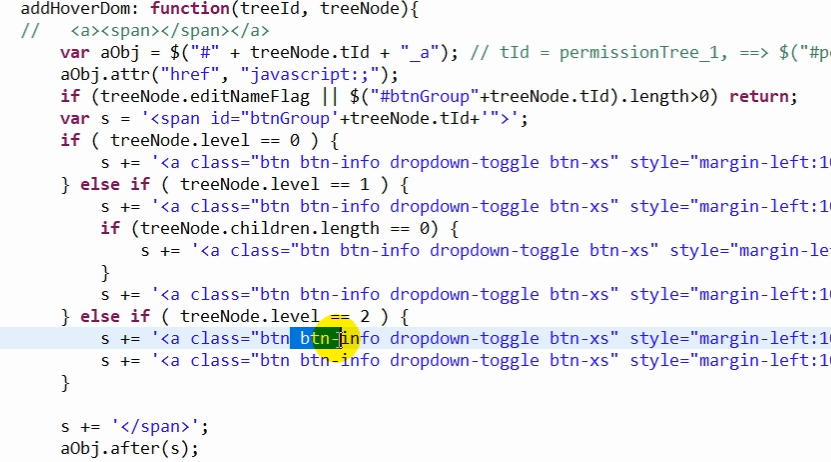 addHoverDom: function(treeId, treeNode){
//   <a><span></span></a>
var aObj = $("#" + treeNode.tId + "_a"); // tId = permissionTree_1, ==> $("#p
aObj.attr("href", "javascript:;");
if (treeNode.editNameFlag || $("#btnGroup"+treeNode.tId).length>0) return;
var s = '<span id="btnGroup'+treeNode.tId+'">';
if ( treeNode.level == 0 ) {
s += '<a class="btn btn-info dropdown-toggle btn-xs" style="margin-left:10
} else if ( treeNode.level == 1 ) {
s += '<a class="btn btn-info dropdown-toggle btn-xs" style="margin-left:10
if (treeNode.children.length == 0) {
s += '<a class="btn btn-info dropdown-toggle btn-xs" style="margin-le
}
s += '<a class="btn btn-info dropdown-toggle btn-xs" style="margin-left:10
} else if ( treeNode.level == 2 ) {
s += '<a class="btn btn-info dropdown-toggle btn-xs" style="margin-left:10
s += '<a class="btn btn-info dropdown-toggle btn-xs" style="margin-left:10
}
s += '</span>';
aObj.after(s);